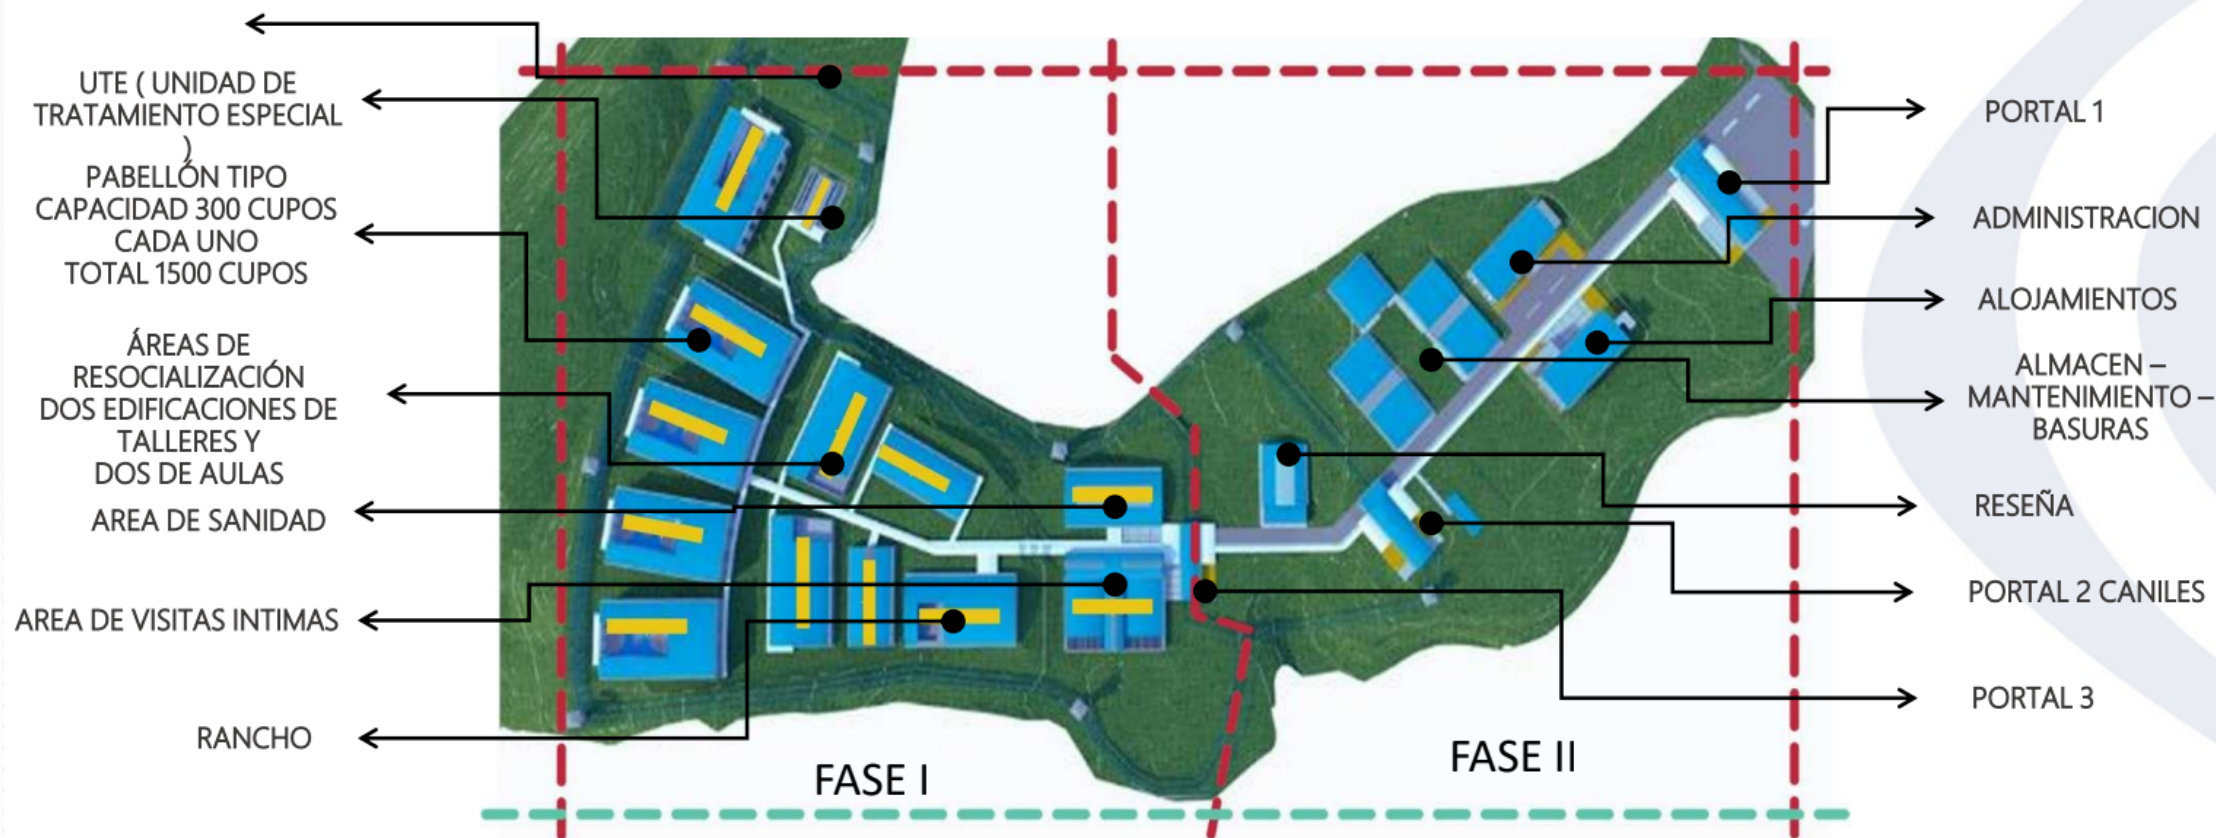 UTE ( UNIDAD DE
TRATAMIENTO ESPECIAL
)
PABELLÓN TIPO
CAPACIDAD 300 CUPOS
CADA UNO
TOTAL 1500 CUPOS
ÁREAS DE
RESOCIALIZACIÓN
DOS EDIFICACIONES DE
TALLERES Y
DOS DE AULAS
AREA DE SANIDAD
AREA DE VISITAS INTIMAS
RANCHO
FASE I
FASE II
PORTAL 1
ADMINISTRACION
ALOJAMIENTOS
ALMACEN –
MANTENIMIENTO –
BASURAS
RESEÑA
PORTAL 2 CANILES
PORTAL 3